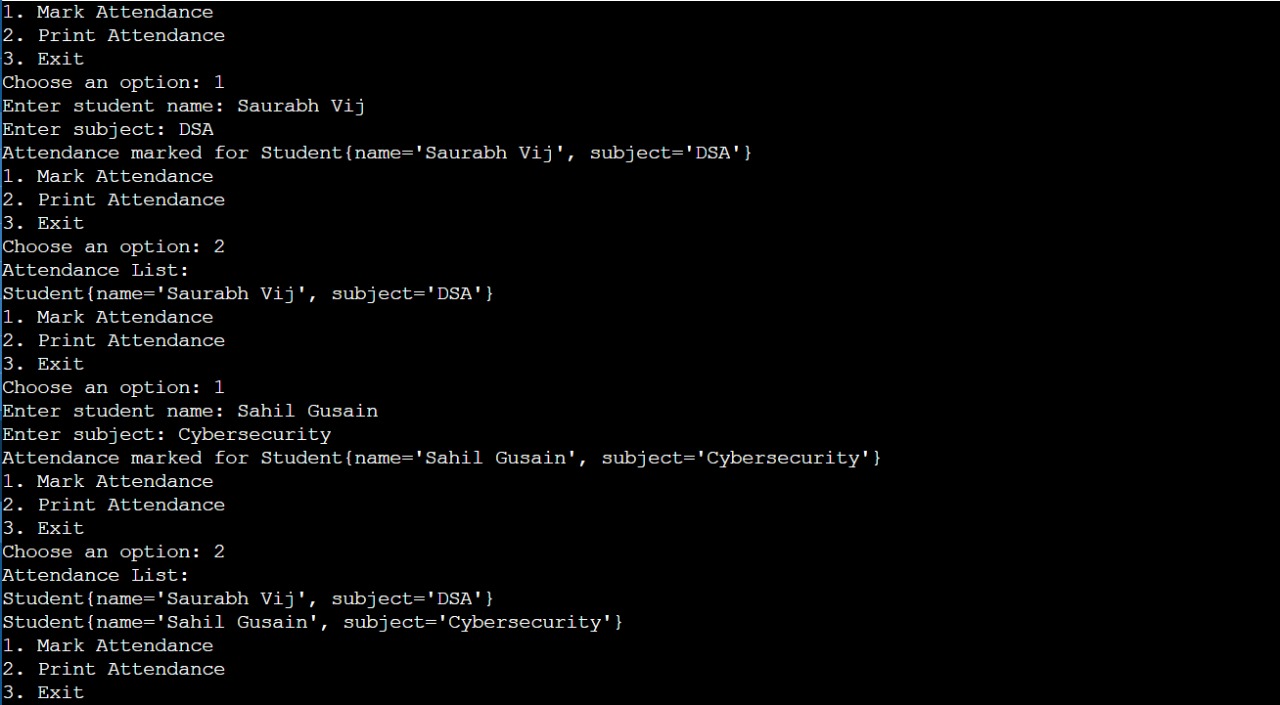 1. Mark Attendance
2. Print Attendance
3. Exit
Choose an option: 1
Enter student name: Saurabh Vij
Enter subject: DSA
Attendance marked for Student{name='Saurabh Vij', subject='DSA'}
1. Mark Attendance
2. Print Attendance
3. Exit
Choose an option: 2
Attendance List:
Student{name='Saurabh Vij', subject='DSA'}
1. Mark Attendance
2. Print Attendance
3. Exit
Choose an option: 1
Enter student name: Sahil Gusain
Enter subject: Cybersecurity
Attendance marked for Student{name='Sahil Gusain', subject='Cybersecurity'}
1. Mark Attendance
2. Print Attendance
3. Exit
Choose an option: 2
Attendance List:
Student{name='Saurabh Vij', subject='DSA'}
Student{name='Sahil Gusain', subject='Cybersecurity'}
1. Mark Attendance
2. Print Attendance
3. Exit